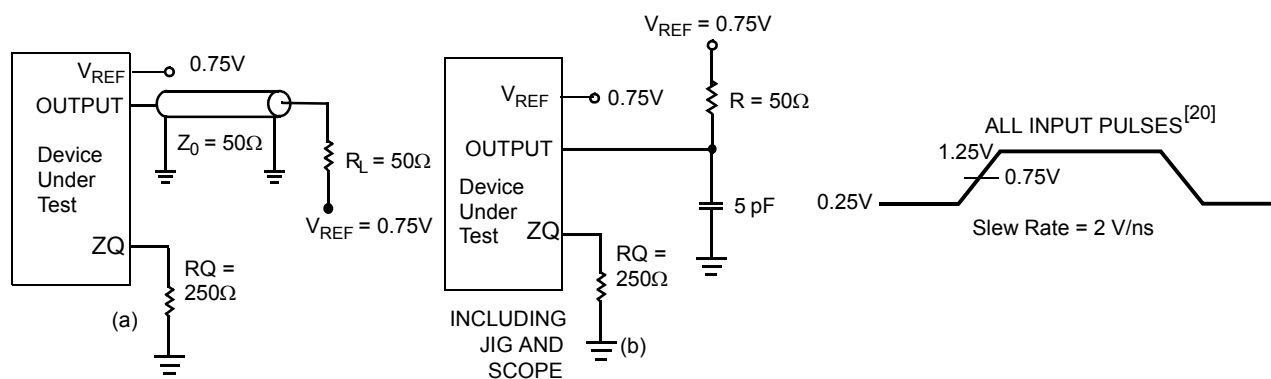 V_REF
0.75V
OUTPUT
Z_0 = 50Ω
Device
Under
Test
R_L = 50Ω
V_REF = 0.75V
ZQ
RQ =
250Ω
(a)
V_REF = 0.75V
V_REF
0.75V
R = 50Ω
OUTPUT
Device
Under
Test
5 pF
ZQ
RQ =
250Ω
INCLUDING
JIG AND
SCOPE
(b)
ALL INPUT PULSES[20]
1.25V
0.75V
0.25V
Slew Rate = 2 V/ns